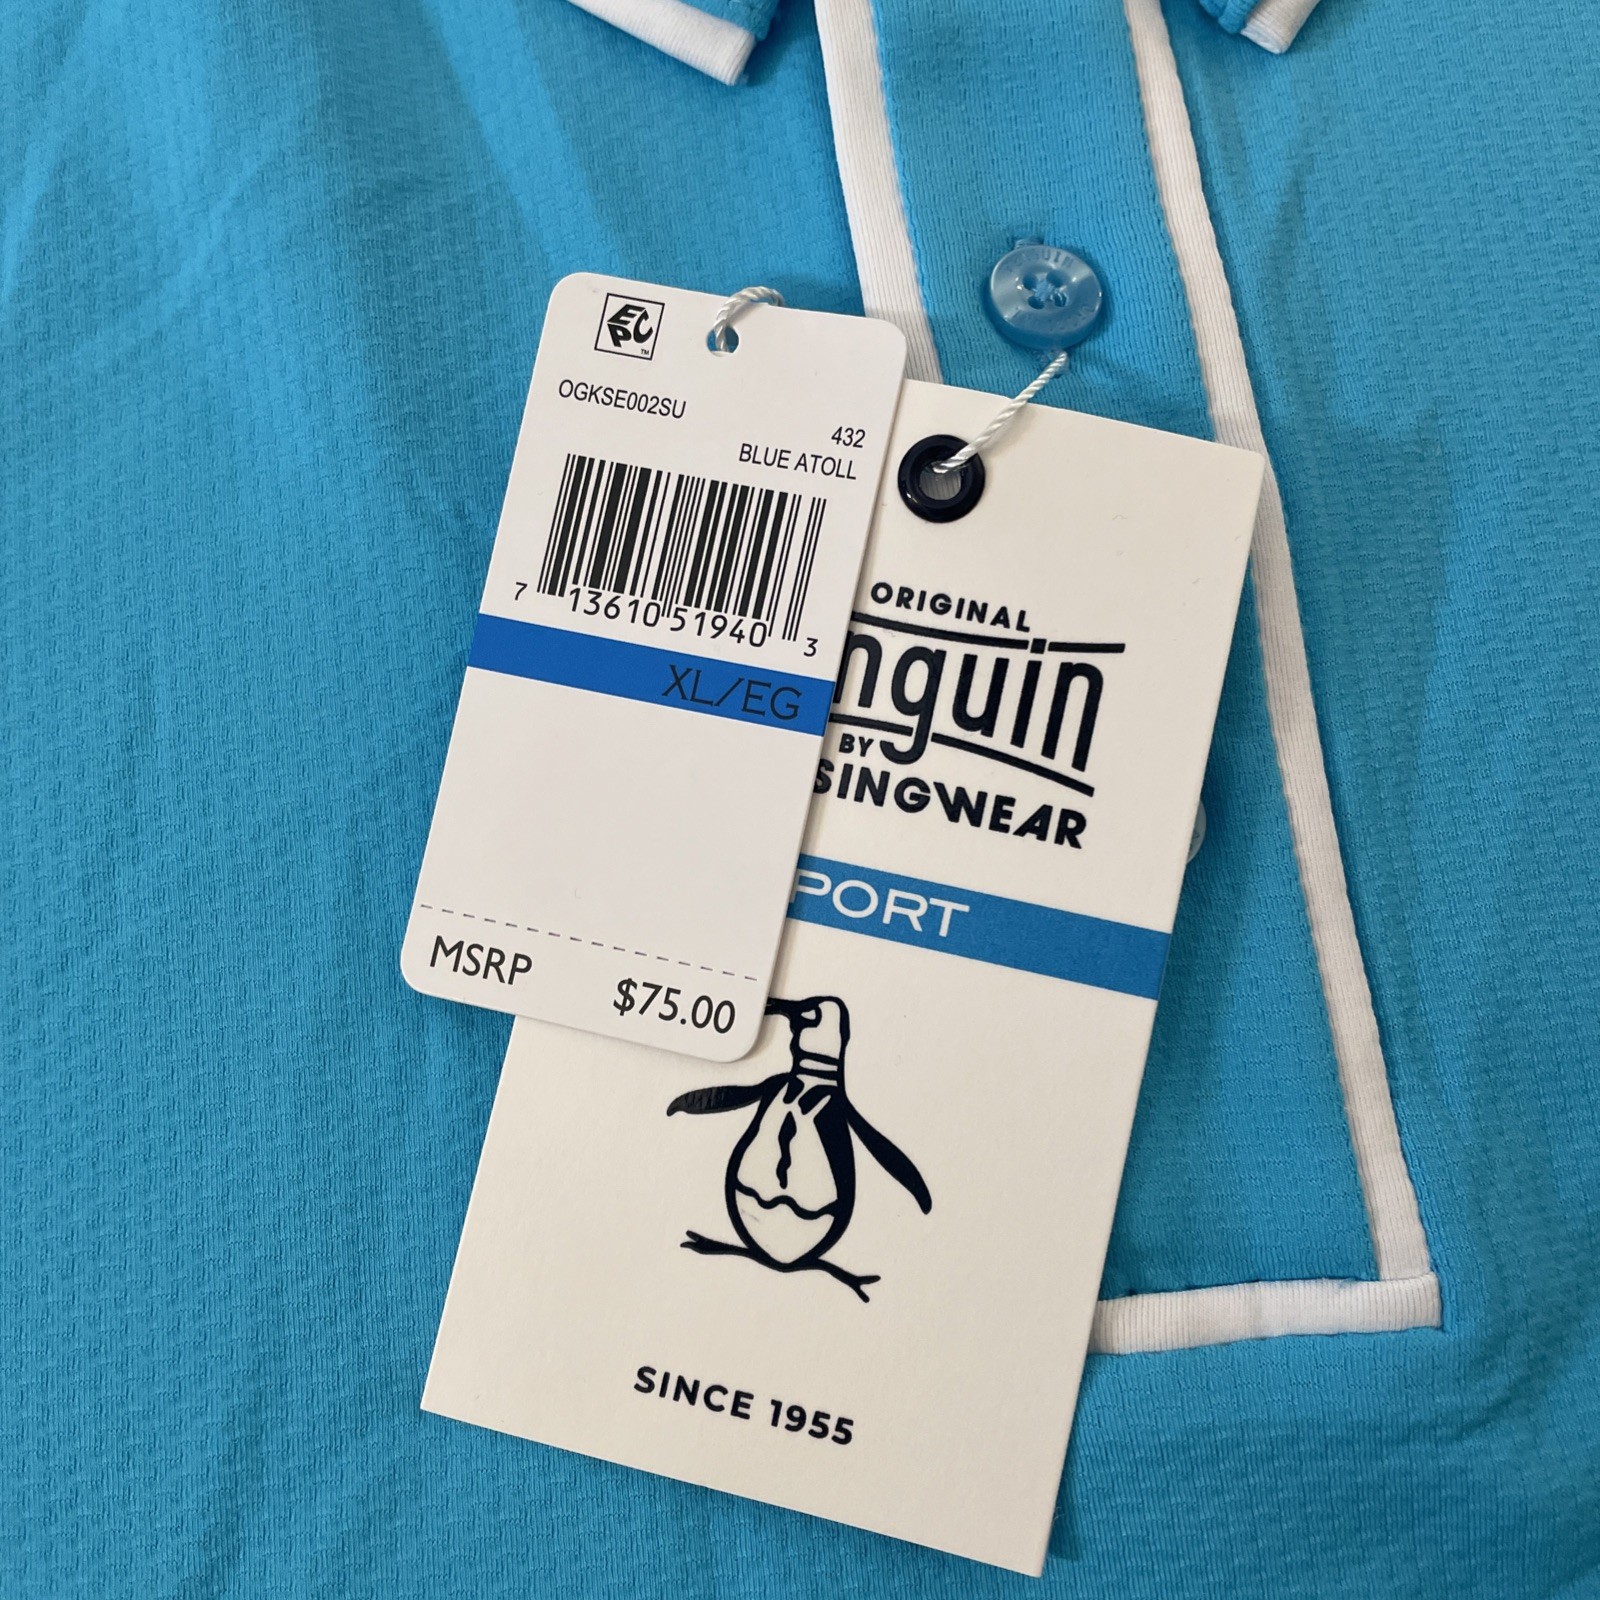 EPC
TM
OGKSE002SU
432
BLUE ATOLL
7 13610 51940 3
XL/EG
MSRP $75.00
ORIGINAL
nguin
BY
SINGWEAR
PORT
SINCE 1955